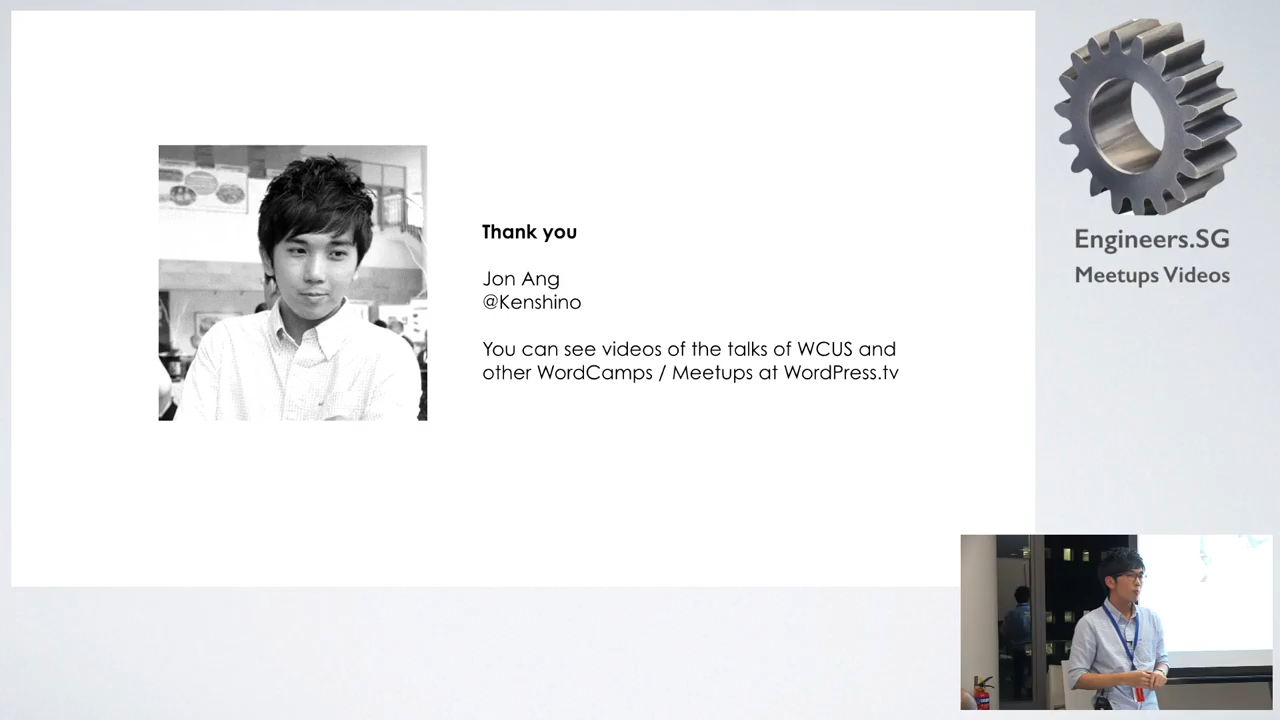 Thank you
Jon Ang
@Kenshino
You can see videos of the talks of WCUS and
other WordCamps / Meetups at WordPress.tv
Engineers.SG
Meetups Videos